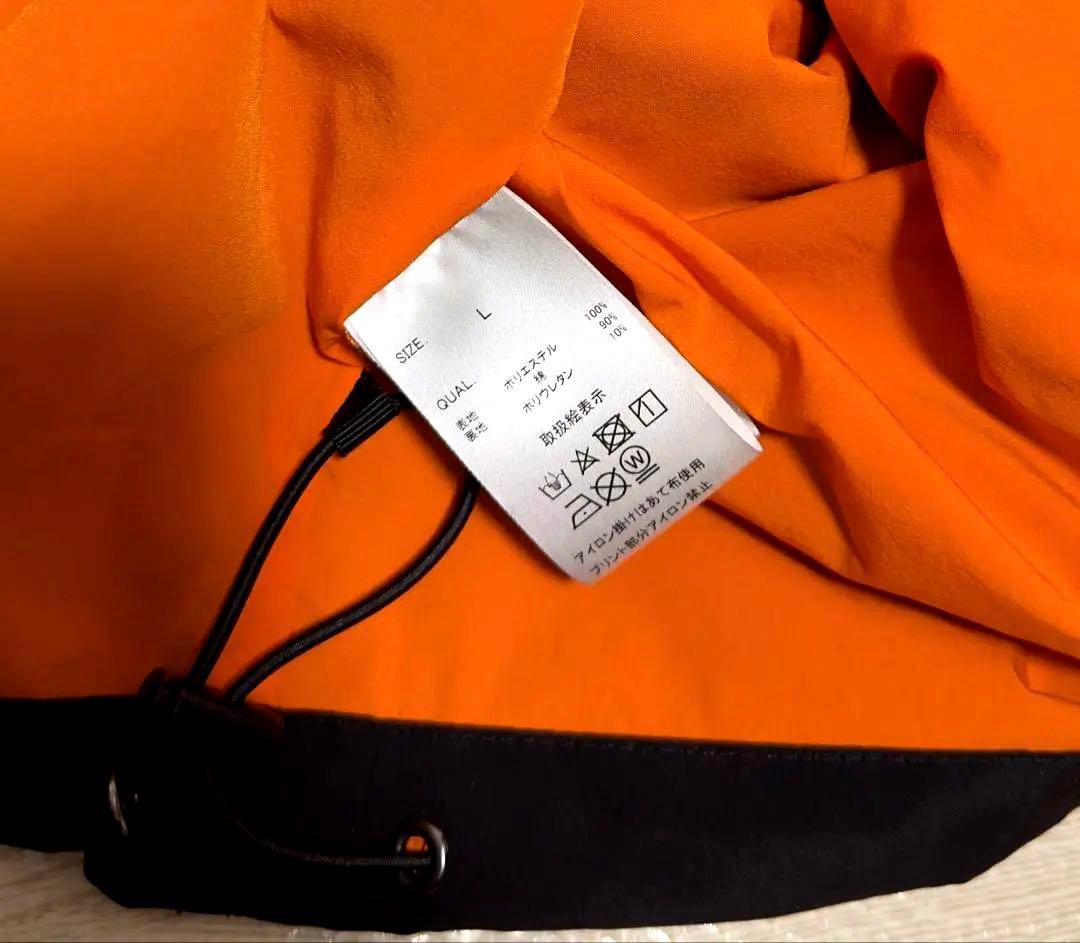 SIZE. L
QUAL.
表地 ポリエステル 100%
裏地 綿 90%
ポリウレタン 10%
取扱絵表示
W
アイロン掛けはあて布使用
プリント部分アイロン禁止